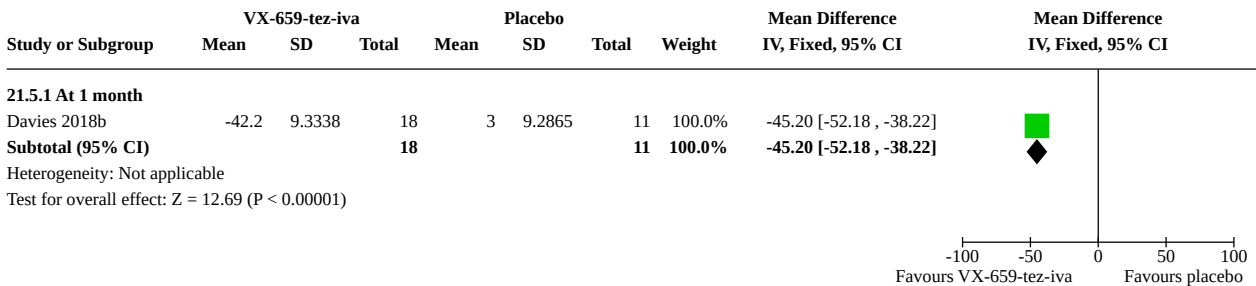 VX-659-tez-iva Placebo Mean Difference Mean Difference
Study or Subgroup Mean SD Total Mean SD Total Weight IV, Fixed, 95% CI IV, Fixed, 95% CI
21.5.1 At 1 month
Davies 2018b -42.2 9.3338 18 3 9.2865 11 100.0% -45.20 [-52.18 , -38.22]
Subtotal (95% CI) 18 11 100.0% -45.20 [-52.18 , -38.22]
Heterogeneity: Not applicable
Test for overall effect: Z = 12.69 (P < 0.00001)
-100 -50 0 50 100
Favours VX-659-tez-iva Favours placebo